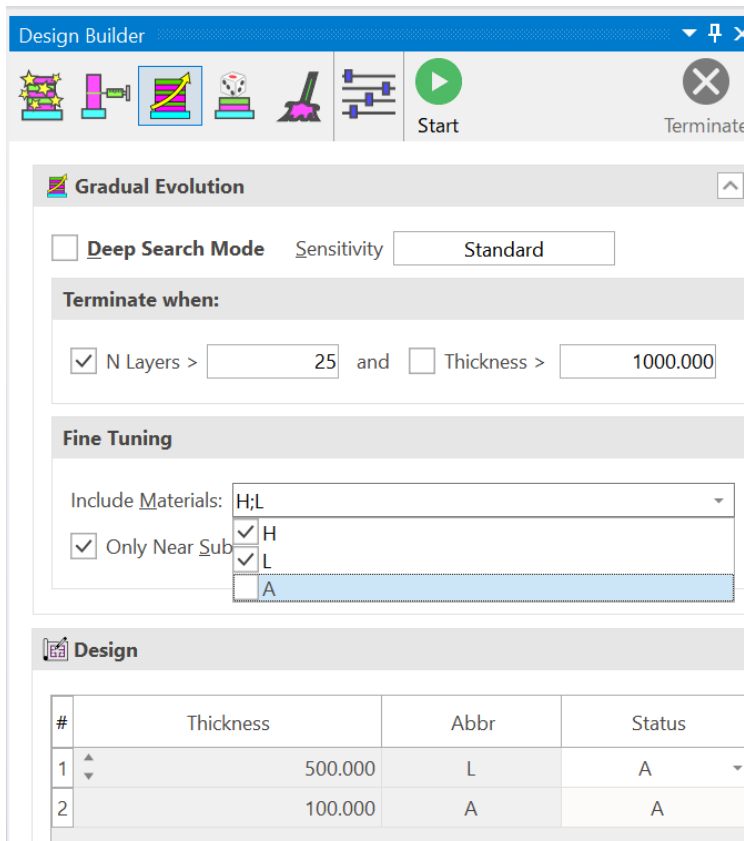 Design Builder
Start
Terminate
Gradual Evolution
Deep Search Mode Sensitivity Standard
Terminate when:
N Layers > 25 and Thickness > 1000.000
Fine Tuning
Include Materials: H;L
H
Only Near Sub
L
A
Design
# Thickness Abbr Status
1 500.000 L A
2 100.000 A A